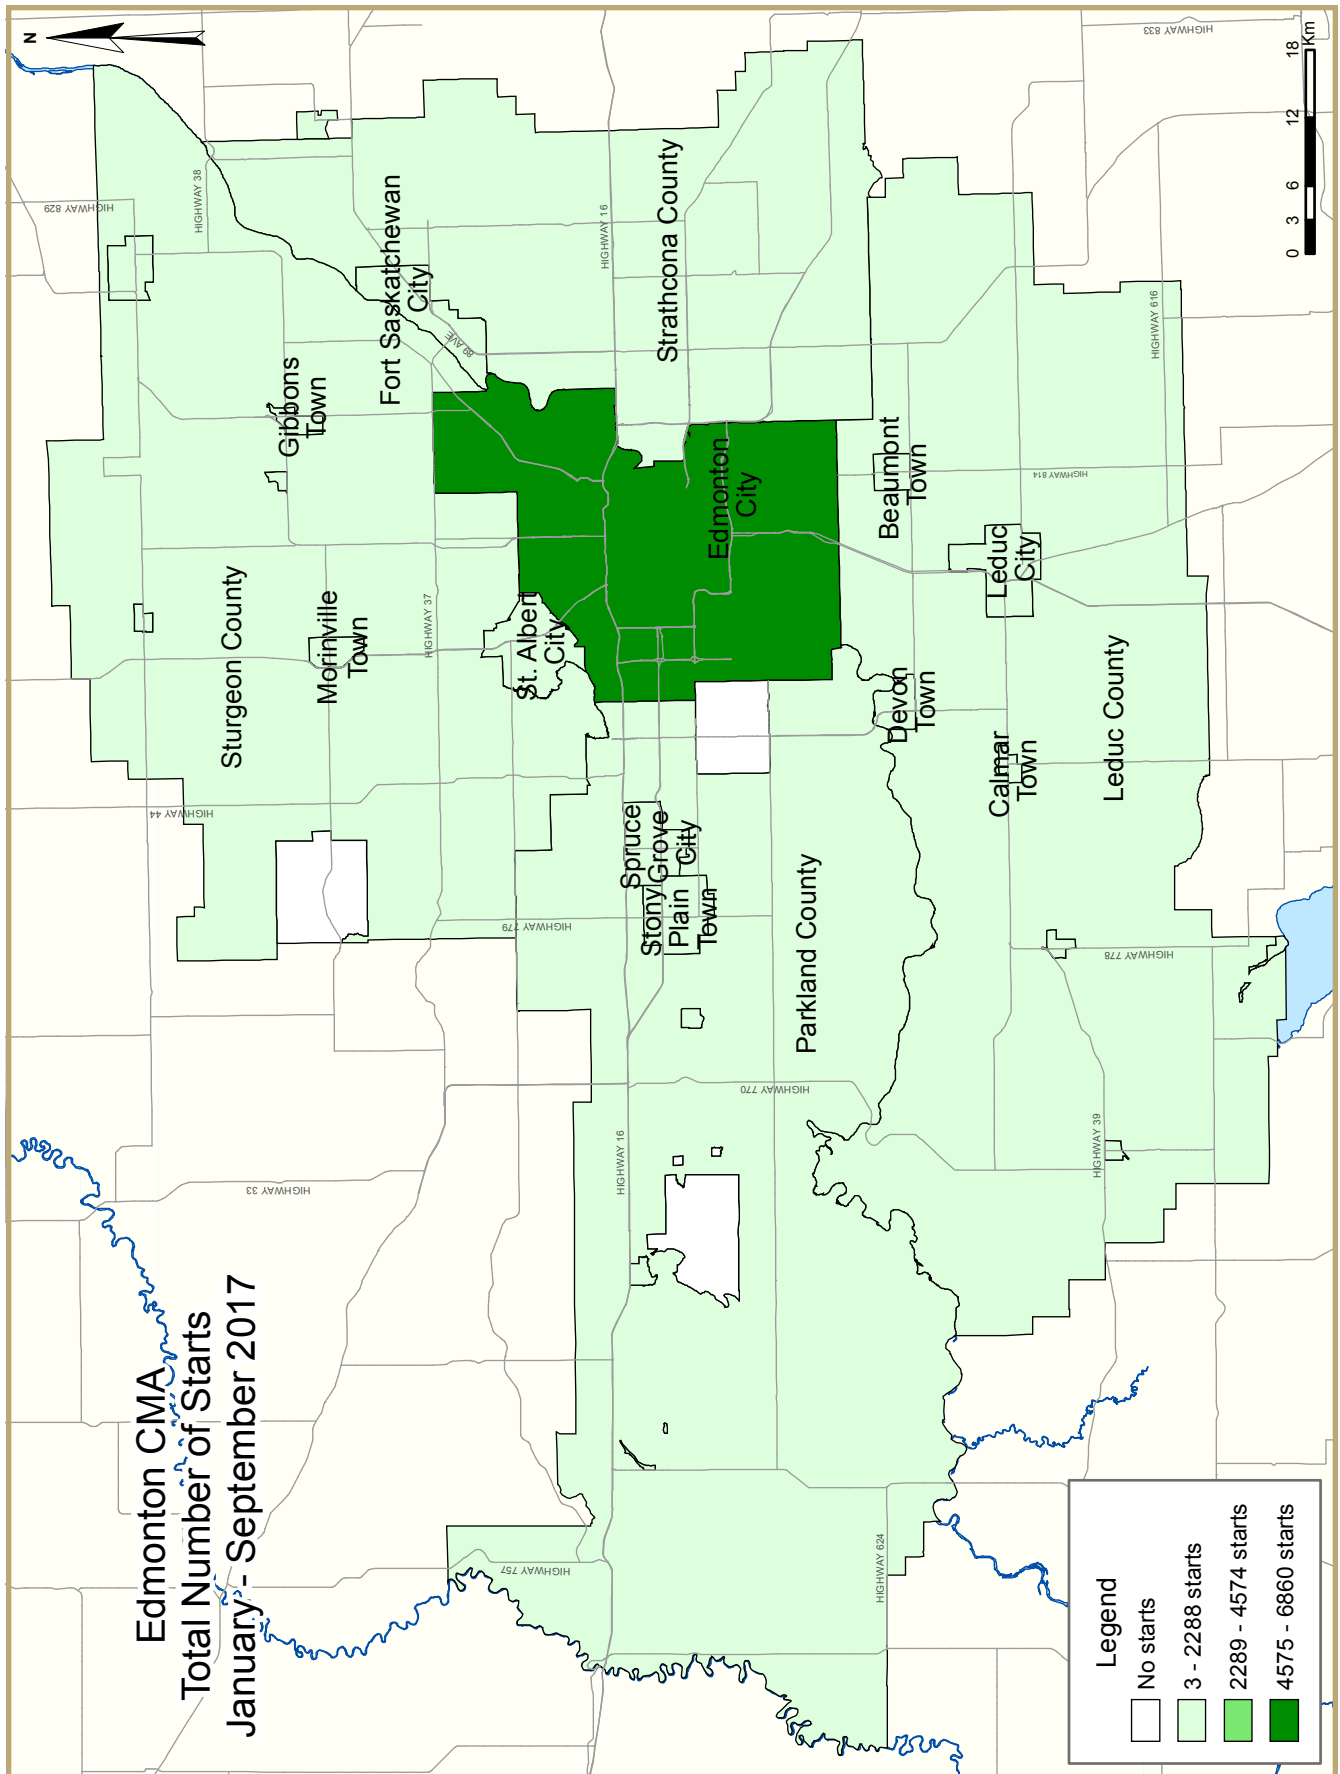 Edmonton CMA
Total Number of Starts
January - September 2017
N
HIGHWAY 829
HIGHWAY 38
HIGHWAY 833
Fort Saskatchewan
City
89 AVE
HIGHWAY 16
Strathcona County
Gibbons
Town
Sturgeon County
Morinville
Town
HIGHWAY 37
St. Albert
City
Edmonton
City
Beaumont
Town
HIGHWAY 814
HIGHWAY 616
Leduc
City
Devon
Town
Calmar
Town
Leduc County
HIGHWAY 44
HIGHWAY 779
Spruce
Grove
City
Stony
Plain
Town
Parkland County
HIGHWAY 778
HIGHWAY 770
HIGHWAY 39
HIGHWAY 16
HIGHWAY 33
HIGHWAY 757
HIGHWAY 624
Legend
No starts
3 - 2288 starts
2289 - 4574 starts
4575 - 6860 starts
0 3 6 12 18
Km